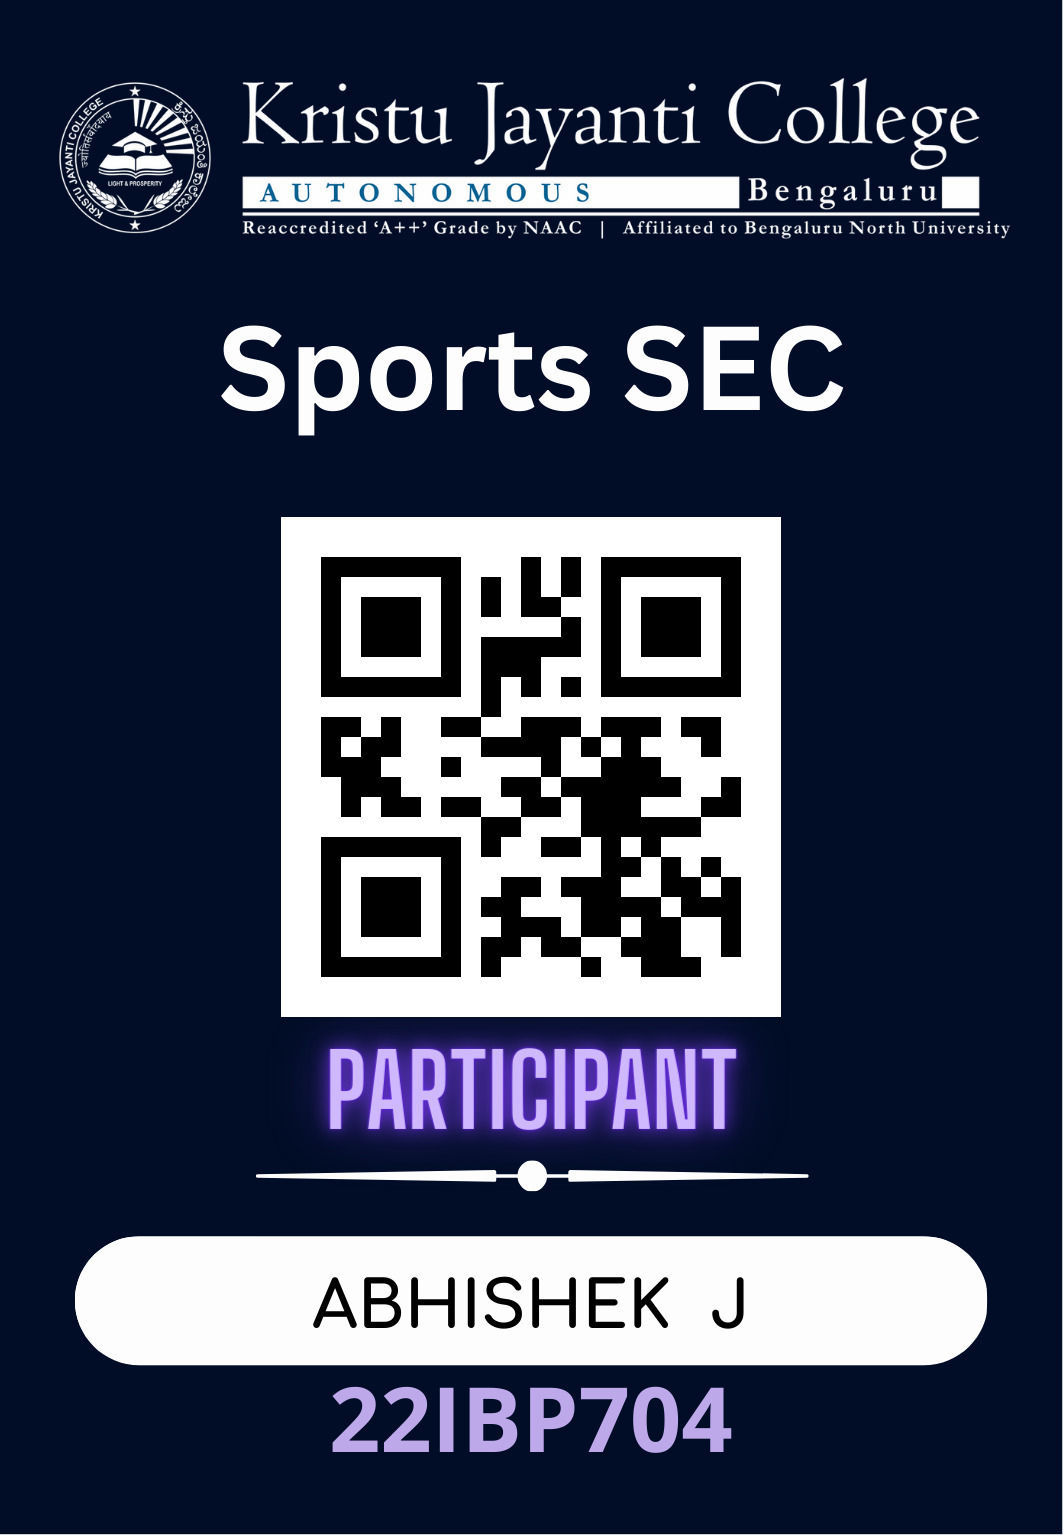 Kristu Jayanti College
AUTONOMOUS Bengaluru
Reaccredited ‘A++’ Grade by NAAC | Affiliated to Bengaluru North University
KRISTU JAYANTI COLLEGE
LIGHT & PROSPERITY
Sports SEC
PARTICIPANT
ABHISHEK J
22IBP704